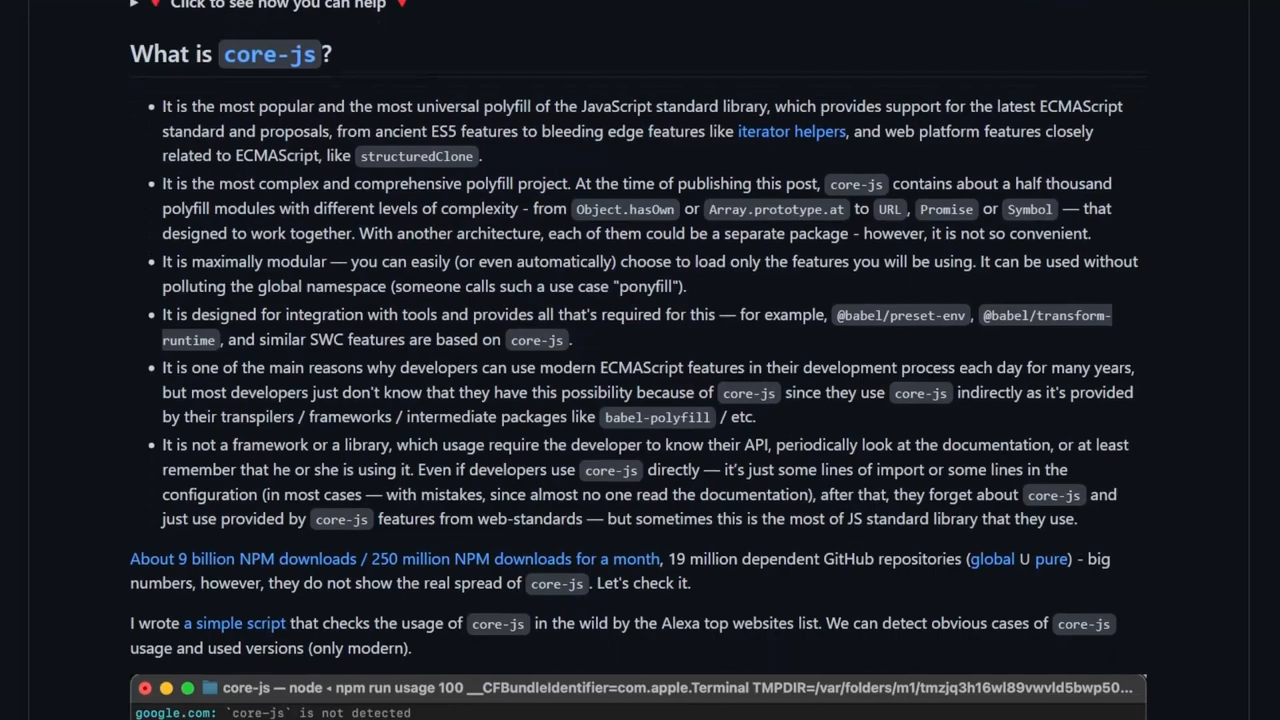 Click to see how you can help
What is core-js?
It is the most popular and the most universal polyfill of the JavaScript standard library, which provides support for the latest ECMAScript
standard and proposals, from ancient ES5 features to bleeding edge features like iterator helpers, and web platform features closely
related to ECMAScript, like structuredClone.
It is the most complex and comprehensive polyfill project. At the time of publishing this post, core-js contains about a half thousand
polyfill modules with different levels of complexity - from Object.hasOwn or Array.prototype.at to URL, Promise or Symbol — that
designed to work together. With another architecture, each of them could be a separate package - however, it is not so convenient.
It is maximally modular — you can easily (or even automatically) choose to load only the features you will be using. It can be used without
polluting the global namespace (someone calls such a use case "ponyfill").
It is designed for integration with tools and provides all that's required for this — for example, @babel/preset-env, @babel/transform-
runtime, and similar SWC features are based on core-js.
It is one of the main reasons why developers can use modern ECMAScript features in their development process each day for many years,
but most developers just don't know that they have this possibility because of core-js since they use core-js indirectly as it's provided
by their transpilers / frameworks / intermediate packages like babel-polyfill / etc.
It is not a framework or a library, which usage require the developer to know their API, periodically look at the documentation, or at least
remember that he or she is using it. Even if developers use core-js directly — it's just some lines of import or some lines in the
configuration (in most cases — with mistakes, since almost no one read the documentation), after that, they forget about core-js and
just use provided by core-js features from web-standards — but sometimes this is the most of JS standard library that they use.
About 9 billion NPM downloads / 250 million NPM downloads for a month, 19 million dependent GitHub repositories (global U pure) - big
numbers, however, they do not show the real spread of core-js. Let's check it.
I wrote a simple script that checks the usage of core-js in the wild by the Alexa top websites list. We can detect obvious cases of core-js
usage and used versions (only modern).
core-js — node ◂ npm run usage 100 __CFBundleIdentifier=com.apple.Terminal TMPDIR=/var/folders/m1/tmzjq3h16wl89vwvld5bwp50...
google.com: `core-js` is not detected